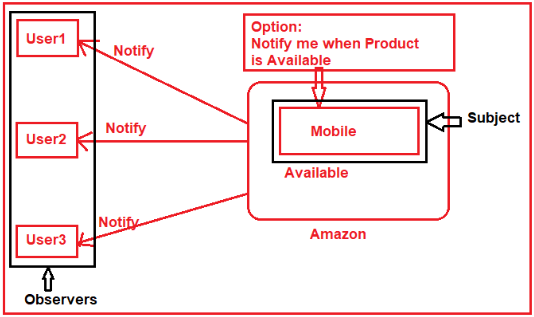 User1
Notify
Option:
Notify me when Product
is Available
User2
Notify
Mobile
Subject
Available
User3
Notify
Amazon
Observers